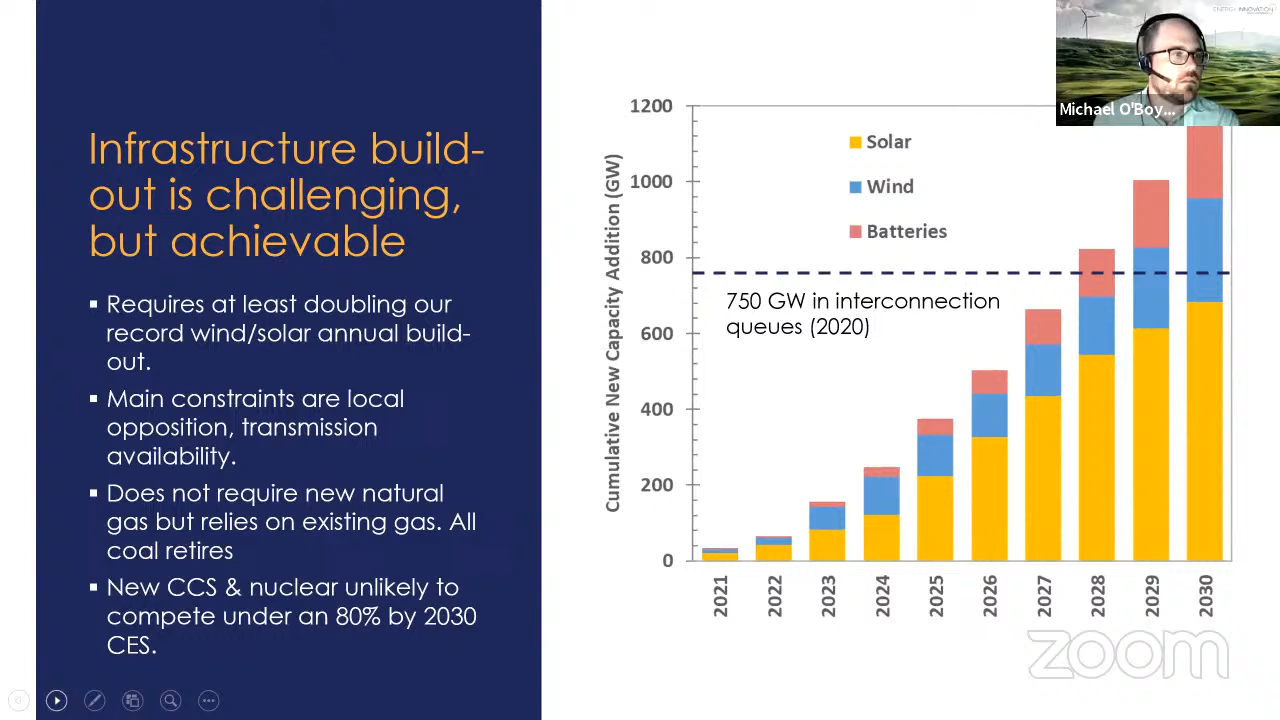 ENERGY INNOVATION
Michael O'Boy...
Infrastructure build-
out is challenging,
but achievable
▪ Requires at least doubling our
record wind/solar annual build-
out.
▪ Main constraints are local
opposition, transmission
availability.
▪ Does not require new natural
gas but relies on existing gas. All
coal retires
▪ New CCS & nuclear unlikely to
compete under an 80% by 2030
CES.
Cumulative New Capacity Addition (GW)
1200
1000
800
600
400
200
0
Solar
Wind
Batteries
750 GW in interconnection
queues (2020)
2021
2022
2023
2024
2025
2026
2027
2028
2029
2030
zoom